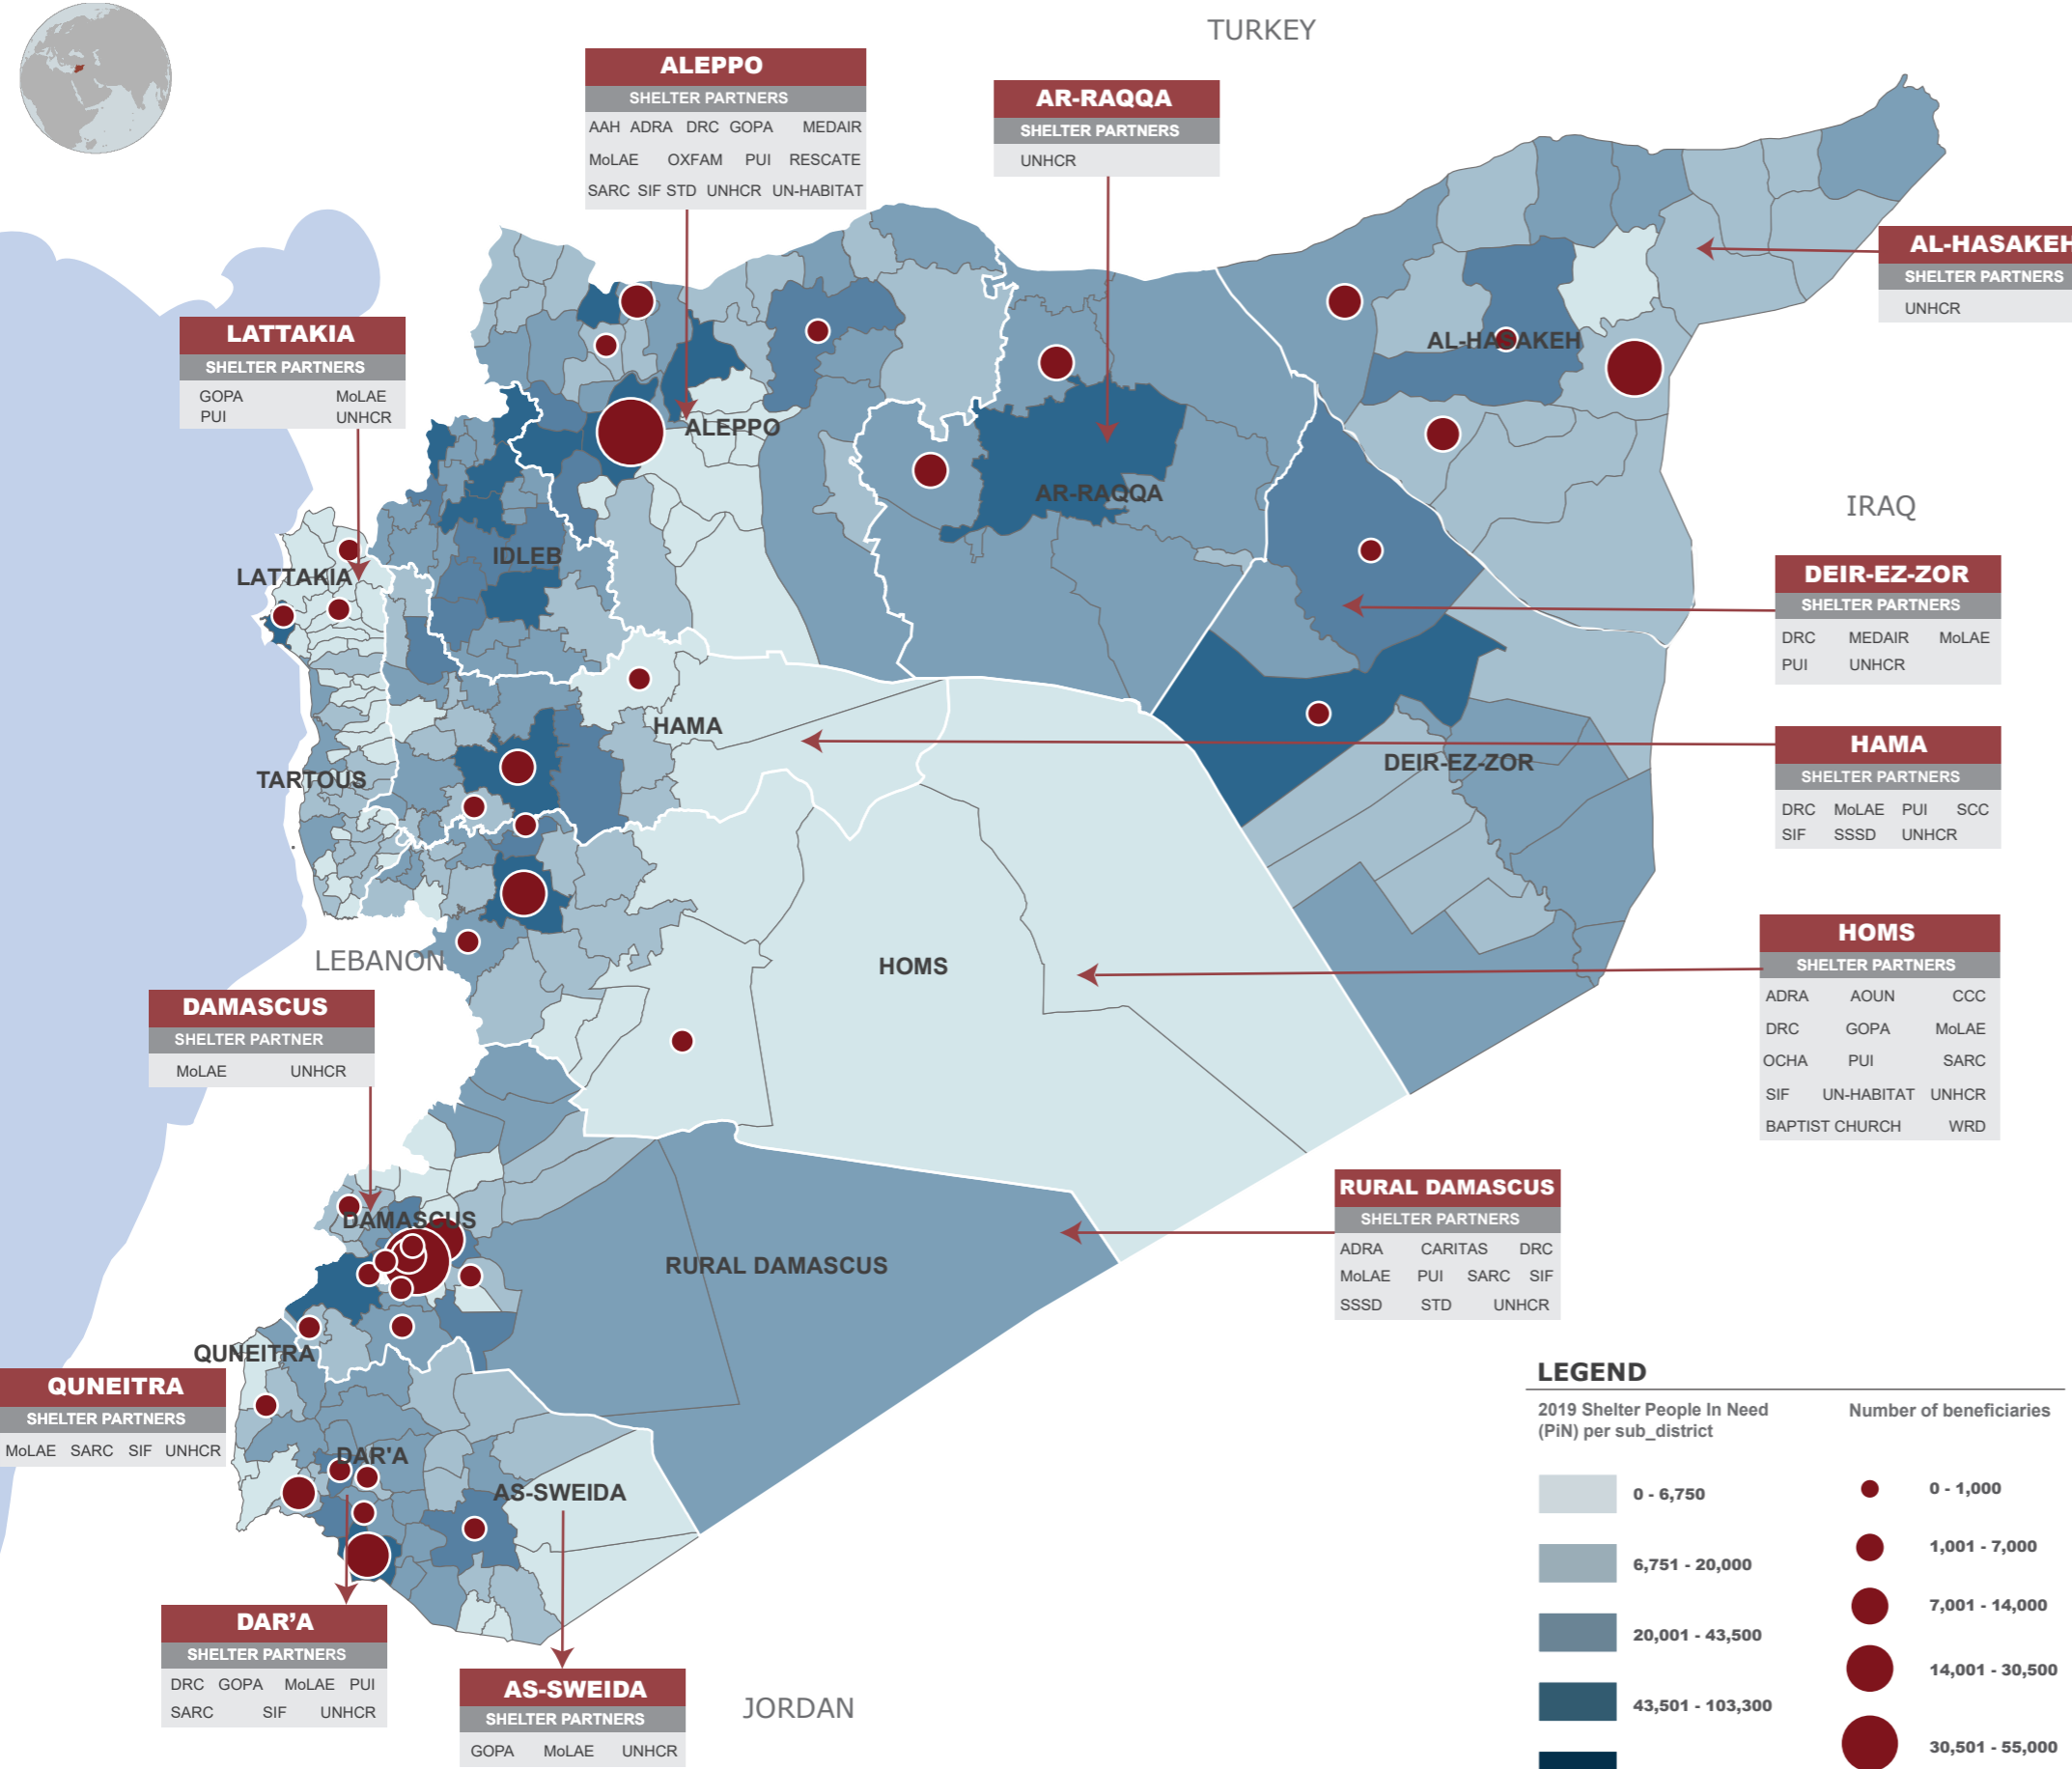 TURKEY
ALEPPO
SHELTER PARTNERS
AAH ADRA DRC GOPA MEDAIR
MoLAE OXFAM PUI RESCATE
SARC SIF STD UNHCR UN-HABITAT
AR-RAQQA
SHELTER PARTNERS
UNHCR
AL-HASAKEH
SHELTER PARTNERS
UNHCR
LATTAKIA
SHELTER PARTNERS
GOPA MoLAE
PUI UNHCR
AL-HASAKEH
ALEPPO
AR-RAQQA
IRAQ
IDLEB
LATTAKIA
DEIR-EZ-ZOR
SHELTER PARTNERS
DRC MEDAIR MoLAE
PUI UNHCR
HAMA
TARTOUS
DEIR-EZ-ZOR
HAMA
SHELTER PARTNERS
DRC MoLAE PUI SCC
SIF SSSD UNHCR
LEBANON
HOMS
HOMS
SHELTER PARTNERS
ADRA AOUN CCC
DRC GOPA MoLAE
OCHA PUI SARC
SIF UN-HABITAT UNHCR
BAPTIST CHURCH WRD
DAMASCUS
SHELTER PARTNER
MoLAE UNHCR
DAMASCUS
RURAL DAMASCUS
RURAL DAMASCUS
SHELTER PARTNERS
ADRA CARITAS DRC
MoLAE PUI SARC SIF
SSSD STD UNHCR
QUNEITRA
QUNEITRA
SHELTER PARTNERS
MoLAE SARC SIF UNHCR
DAR'A
AS-SWEIDA
DAR’A
SHELTER PARTNERS
DRC GOPA MoLAE PUI
SARC SIF UNHCR
AS-SWEIDA
SHELTER PARTNERS
GOPA MoLAE UNHCR
JORDAN
LEGEND
2019 Shelter People In Need
(PiN) per sub_district
0 - 6,750
6,751 - 20,000
20,001 - 43,500
43,501 - 103,300
Number of beneficiaries
0 - 1,000
1,001 - 7,000
7,001 - 14,000
14,001 - 30,500
30,501 - 55,000